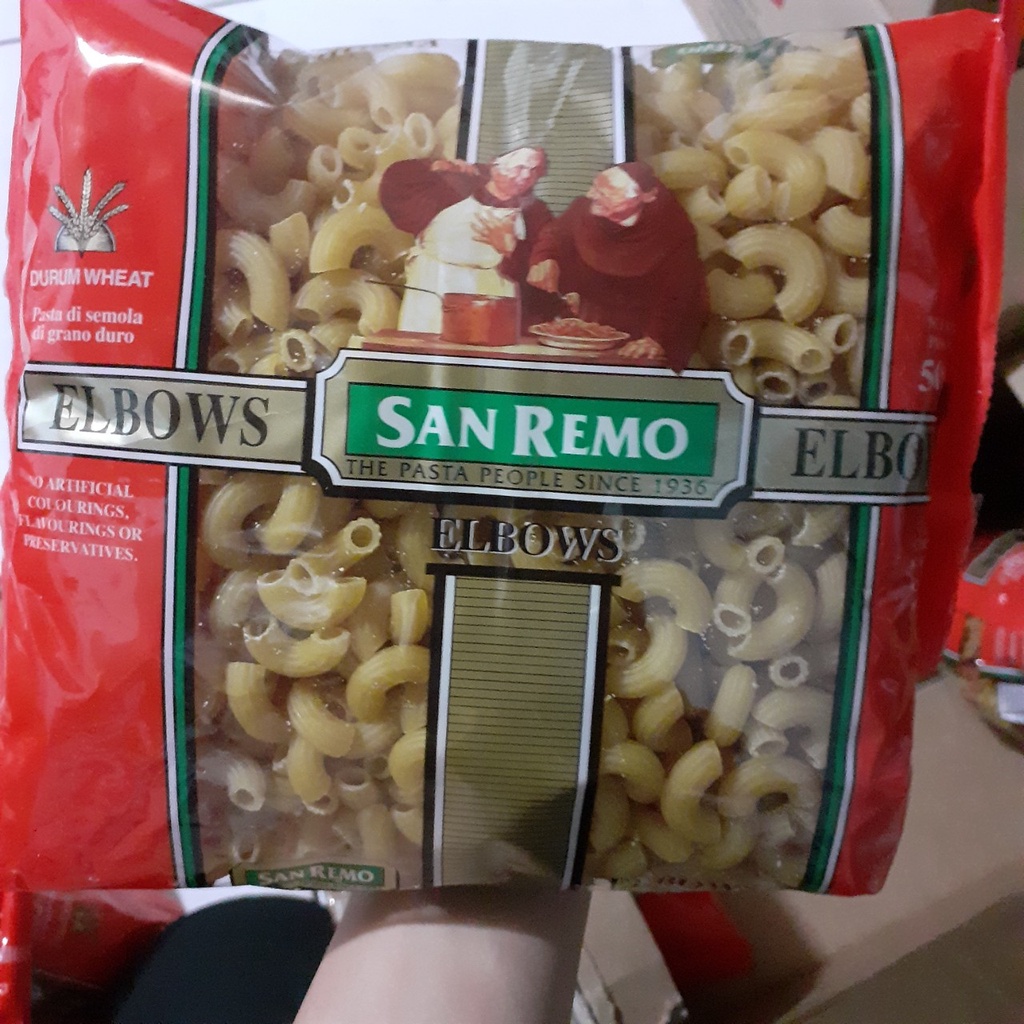 DURUM WHEAT
Pasta di semola
di grano duro
ELBOWS
SAN REMO
THE PASTA PEOPLE SINCE 1936
ELBO
NO ARTIFICIAL
COLOURINGS,
FLAVOURINGS OR
PRESERVATIVES.
ELBOWS
SAN REMO